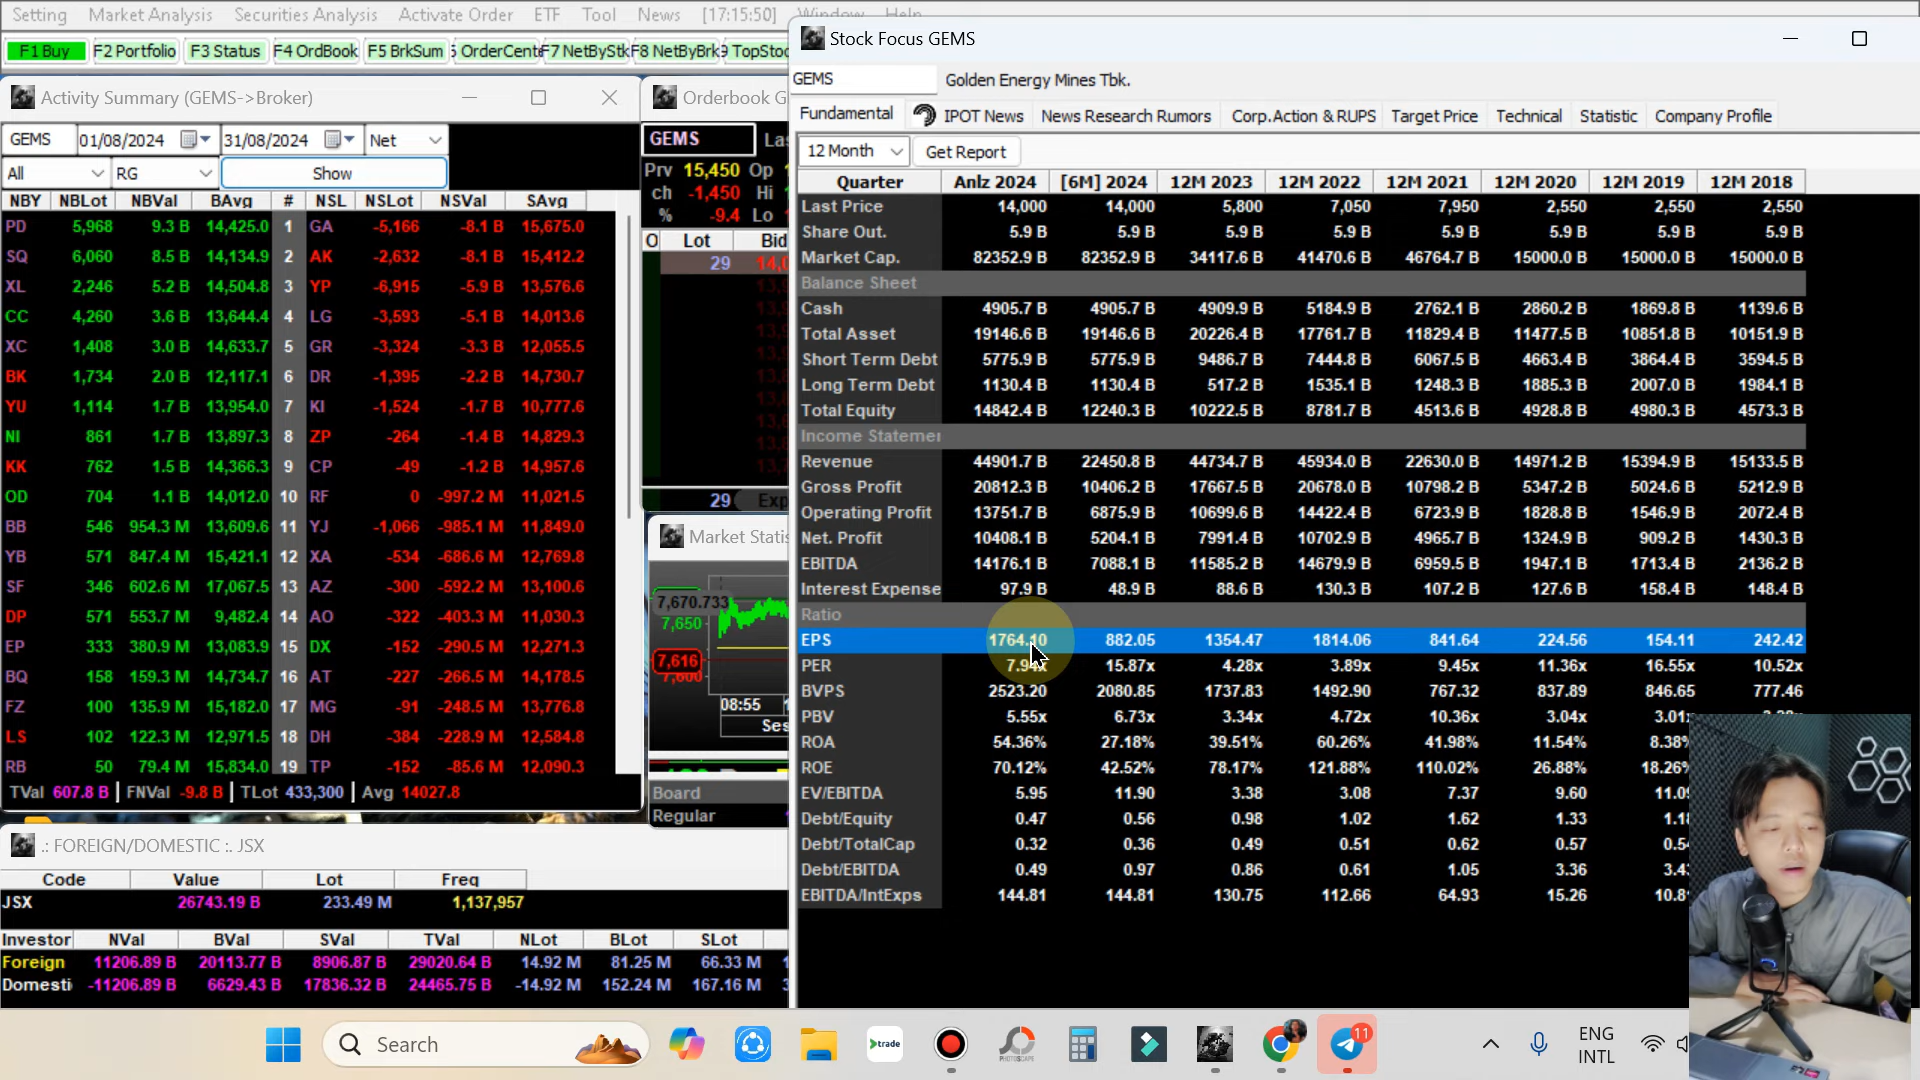 Setting Market Analysis Securities Analysis Activate Order ETF Tool News [17:15:50] Window Help
F1 Buy F2 Portfolio F3 Status F4 OrdBook F5 BrkSum OrderCent F7 NetByStk F8 NetByBrk TopStoc
Activity Summary (GEMS->Broker)
GEMS 01/08/2024 31/08/2024 Net
All RG Show
NBY NBLot NBVal BAvg # NSL NSLot NSVal SAvg
PD 5,968 9.3 B 14,425.0 1 GA -5,166 -8.1 B 15,675.0
SQ 6,060 8.5 B 14,134.9 2 AK -2,632 -8.1 B 15,412.2
XL 2,246 5.2 B 14,504.8 3 YP -6,915 -5.9 B 13,576.6
CC 4,260 3.6 B 13,644.4 4 LG -3,593 -5.1 B 14,013.6
XC 1,408 3.0 B 14,633.7 5 GR -3,324 -3.3 B 12,055.5
BK 1,734 2.0 B 12,117.1 6 DR -1,395 -2.2 B 14,730.7
YU 1,114 1.7 B 13,954.0 7 KI -1,524 -1.7 B 10,777.6
NI 861 1.7 B 13,897.3 8 ZP -264 -1.4 B 14,829.3
KK 762 1.5 B 14,366.3 9 CP -49 -1.2 B 14,957.6
OD 704 1.1 B 14,012.0 10 RF 0 -997.2 M 11,021.5
BB 546 954.3 M 13,609.6 11 YJ -1,066 -985.1 M 11,849.0
YB 571 847.4 M 15,421.1 12 XA -534 -686.6 M 12,769.8
SF 346 602.6 M 17,067.5 13 AZ -300 -592.2 M 13,100.6
DP 571 553.7 M 9,482.4 14 AO -322 -403.3 M 11,030.3
EP 333 380.9 M 13,083.9 15 DX -152 -290.5 M 12,271.3
BQ 158 159.3 M 14,734.7 16 AT -227 -266.5 M 14,178.5
FZ 100 135.9 M 15,182.0 17 MG -91 -248.5 M 13,776.8
LS 102 122.3 M 12,971.5 18 DH -384 -228.9 M 12,584.8
RB 50 79.4 M 15,834.0 19 TP -152 -85.6 M 12,090.3
TVal 607.8 B | FNVal -9.8 B | TLot 433,300 | Avg 14027.8
.: FOREIGN/DOMESTIC :. JSX
Code Value Lot Freq
JSX 26743.19 B 233.49 M 1,137,957
Investor NVal BVal SVal TVal NLot BLot SLot
Foreign 11206.89 B 20113.77 B 8906.87 B 29020.64 B 14.92 M 81.25 M 66.33 M
Domesti -11206.89 B 6629.43 B 17836.32 B 24465.75 B -14.92 M 152.24 M 167.16 M
Orderbook G
GEMS Las
Prv 15,450 Op
ch -1,450 Hi
% -9.4 Lo
O Lot Bid
29 14,0
29 Exp
Market Statis
7,670.733
7,650
7,616
08:55
Ses
Board
Regular
Stock Focus GEMS
GEMS Golden Energy Mines Tbk.
Fundamental IPOT News News Research Rumors Corp.Action & RUPS Target Price Technical Statistic Company Profile
12 Month Get Report
Quarter Anlz 2024 [6M] 2024 12M 2023 12M 2022 12M 2021 12M 2020 12M 2019 12M 2018
Last Price 14,000 14,000 5,800 7,050 7,950 2,550 2,550 2,550
Share Out. 5.9 B 5.9 B 5.9 B 5.9 B 5.9 B 5.9 B 5.9 B 5.9 B
Market Cap. 82352.9 B 82352.9 B 34117.6 B 41470.6 B 46764.7 B 15000.0 B 15000.0 B 15000.0 B
Balance Sheet
Cash 4905.7 B 4905.7 B 4909.9 B 5184.9 B 2762.1 B 2860.2 B 1869.8 B 1139.6 B
Total Asset 19146.6 B 19146.6 B 20226.4 B 17761.7 B 11829.4 B 11477.5 B 10851.8 B 10151.9 B
Short Term Debt 5775.9 B 5775.9 B 9486.7 B 7444.8 B 6067.5 B 4663.4 B 3864.4 B 3594.5 B
Long Term Debt 1130.4 B 1130.4 B 517.2 B 1535.1 B 1248.3 B 1885.3 B 2007.0 B 1984.1 B
Total Equity 14842.4 B 12240.3 B 10222.5 B 8781.7 B 4513.6 B 4928.8 B 4980.3 B 4573.3 B
Income Statemer
Revenue 44901.7 B 22450.8 B 44734.7 B 45934.0 B 22630.0 B 14971.2 B 15394.9 B 15133.5 B
Gross Profit 20812.3 B 10406.2 B 17667.5 B 20678.0 B 10798.2 B 5347.2 B 5024.6 B 5212.9 B
Operating Profit 13751.7 B 6875.9 B 10699.6 B 14422.4 B 6723.9 B 1828.8 B 1546.9 B 2072.4 B
Net. Profit 10408.1 B 5204.1 B 7991.4 B 10702.9 B 4965.7 B 1324.9 B 909.2 B 1430.3 B
EBITDA 14176.1 B 7088.1 B 11585.2 B 14679.9 B 6959.5 B 1947.1 B 1713.4 B 2136.2 B
Interest Expense 97.9 B 48.9 B 88.6 B 130.3 B 107.2 B 127.6 B 158.4 B 148.4 B
Ratio
EPS 1764.10 882.05 1354.47 1814.06 841.64 224.56 154.11 242.42
PER 7.94x 15.87x 4.28x 3.89x 9.45x 11.36x 16.55x 10.52x
BVPS 2523.20 2080.85 1737.83 1492.90 767.32 837.89 846.65 777.46
PBV 5.55x 6.73x 3.34x 4.72x 10.36x 3.04x 3.01
ROA 54.36% 27.18% 39.51% 60.26% 41.98% 11.54% 8.38%
ROE 70.12% 42.52% 78.17% 121.88% 110.02% 26.88% 18.26%
EV/EBITDA 5.95 11.90 3.38 3.08 7.37 9.60 11.0
Debt/Equity 0.47 0.56 0.98 1.02 1.62 1.33 1.1
Debt/TotalCap 0.32 0.36 0.49 0.51 0.62 0.57 0.5
Debt/EBITDA 0.49 0.97 0.86 0.61 1.05 3.36 3.4
EBITDA/IntExps 144.81 144.81 130.75 112.66 64.93 15.26 10.8
Search trade PHOTOSCAPE 11 ENG
INTL